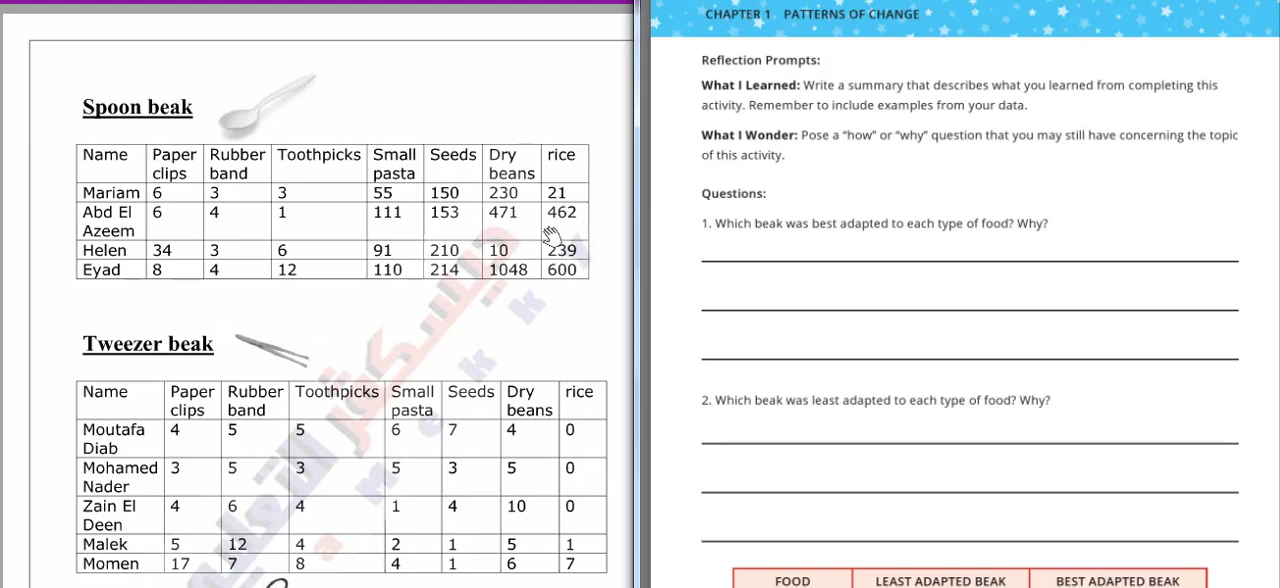 Spoon beak
Name Paper clips Rubber band Toothpicks Small pasta Seeds Dry beans rice
Mariam 6 3 3 55 150 230 21
Abd El Azeem 6 4 1 111 153 471 462
Helen 34 3 6 91 210 10 239
Eyad 8 4 12 110 214 1048 600
Tweezer beak
Name Paper clips Rubber band Toothpicks Small pasta Seeds Dry beans rice
Moutafa Diab 4 5 5 6 7 4 0
Mohamed Nader 3 5 3 5 3 5 0
Zain El Deen 4 6 4 1 4 10 0
Malek 5 12 4 2 1 5 1
Momen 17 7 8 4 1 6 7
CHAPTER 1 PATTERNS OF CHANGE
Reflection Prompts:
What I Learned: Write a summary that describes what you learned from completing this
activity. Remember to include examples from your data.
What I Wonder: Pose a “how” or “why” question that you may still have concerning the topic
of this activity.
Questions:
1. Which beak was best adapted to each type of food? Why?
2. Which beak was least adapted to each type of food? Why?
FOOD LEAST ADAPTED BEAK BEST ADAPTED BEAK